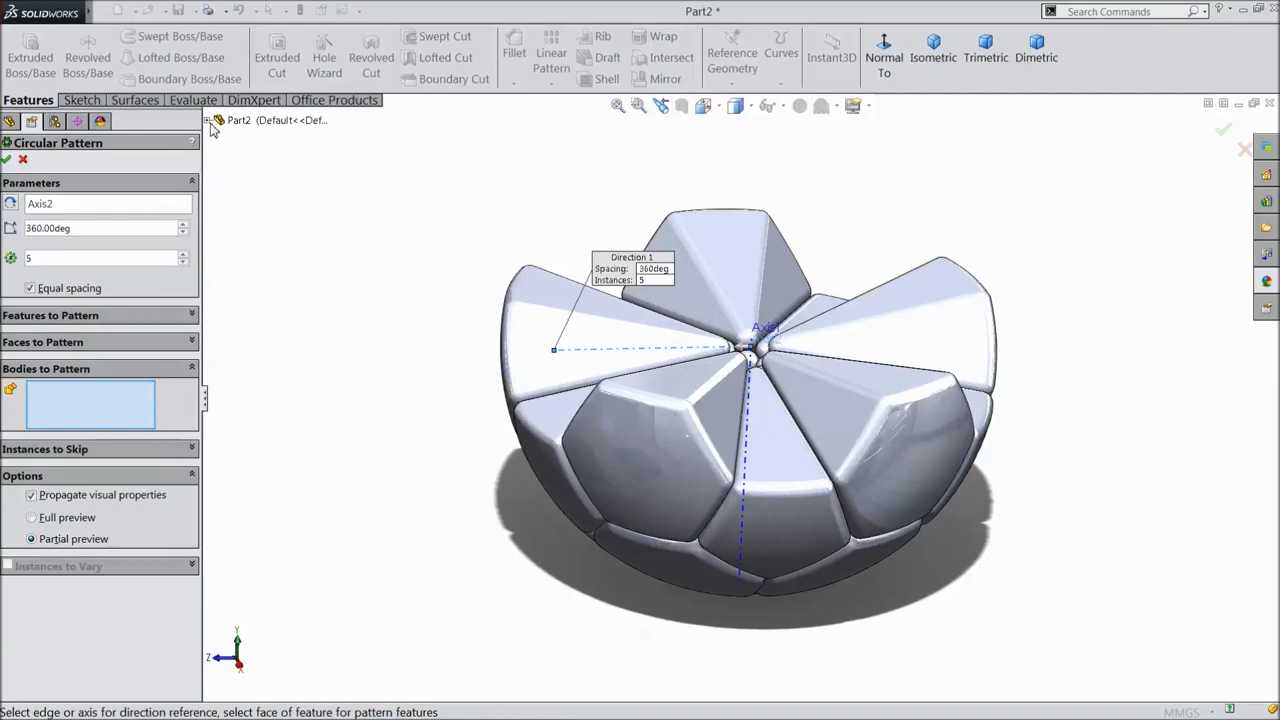 SOLIDWORKS
Part2 *
Search Commands
Extruded Boss/Base
Revolved Boss/Base
Swept Boss/Base
Lofted Boss/Base
Boundary Boss/Base
Extruded Cut
Hole Wizard
Revolved Cut
Swept Cut
Lofted Cut
Boundary Cut
Fillet
Linear Pattern
Rib
Draft
Shell
Wrap
Intersect
Mirror
Reference Geometry
Curves
Instant3D
Normal To
Isometric
Trimetric
Dimetric
Features
Sketch
Surfaces
Evaluate
DimXpert
Office Products
Part2 (Default<<Def...
Circular Pattern
?
Parameters
Axis2
360.00deg
5
Equal spacing
Features to Pattern
Faces to Pattern
Bodies to Pattern
Instances to Skip
Options
Propagate visual properties
Full preview
Partial preview
Instances to Vary
Direction 1
Spacing: 360deg
Instances: 5
Axis1
Y
Z
X
Select edge or axis for direction reference, select face of feature for pattern features
MMGS